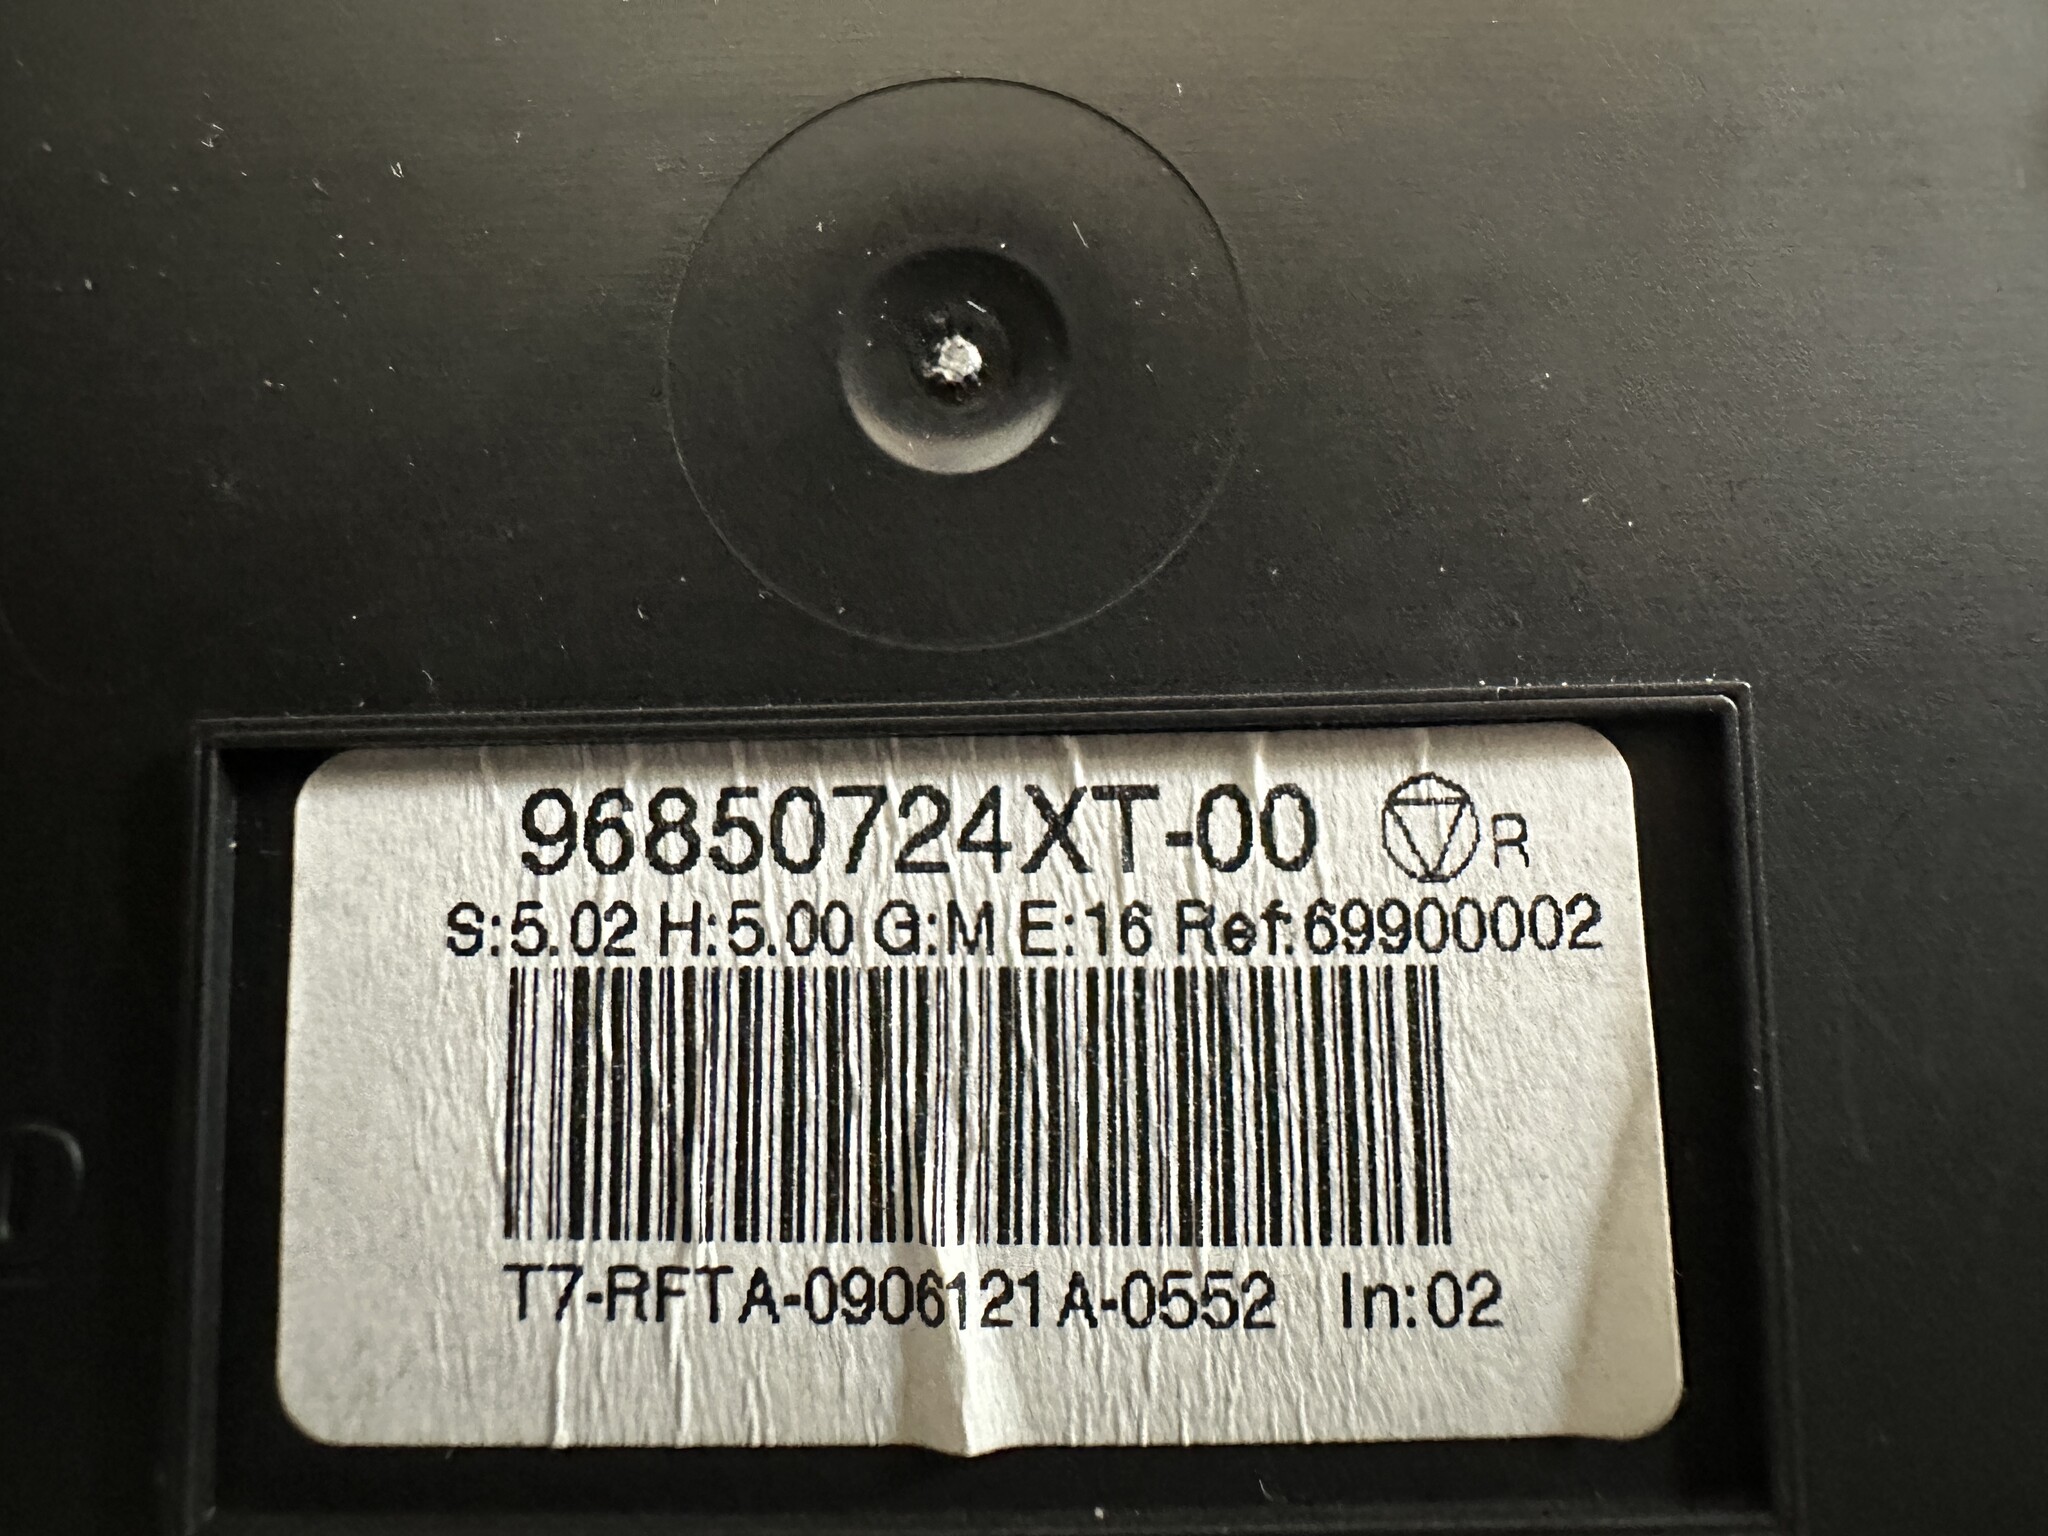 96850724XT-00 R
S:5.02 H:5.00 G:M E:16 Ref:69900002
T7-RFTA-0906121A-0552 In:02